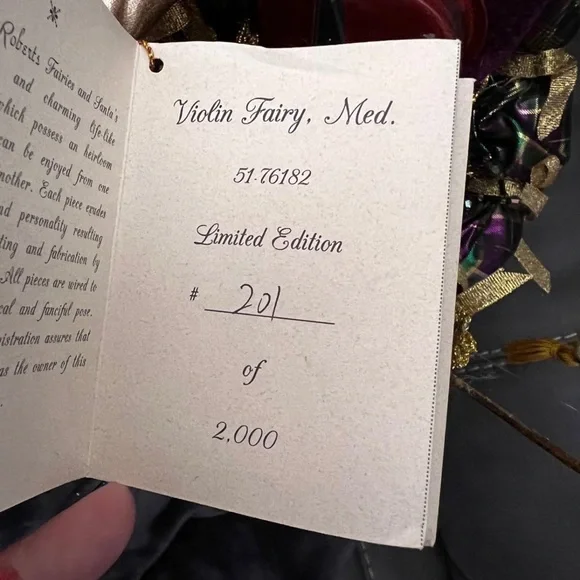 Roberts Fairies and Santa's
and charming life-like
which possess an heirloom
can be enjoyed from one
another. Each piece exudes
nd personality resulting
ting and fabrication by
All pieces are wired to
cal and fanciful pose.
istration assures that
as the owner of this
Violin Fairy, Med.
51-76182
Limited Edition
# 201
of
2,000